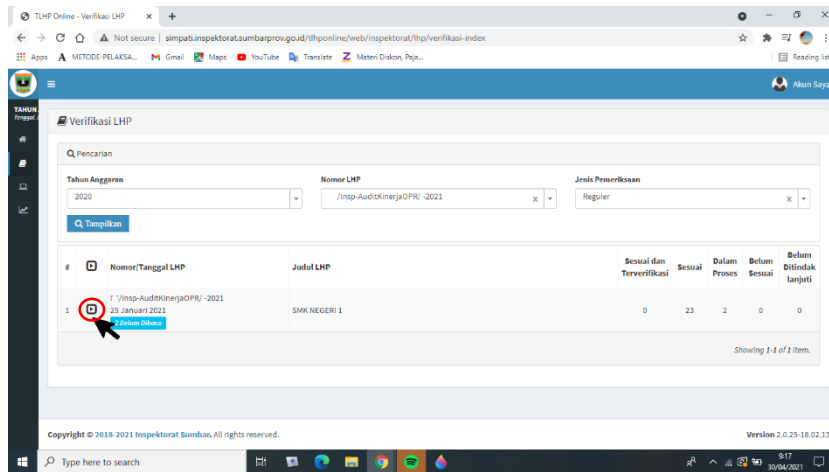 TLHP Online - Verifikasi LHP
Not secure | simpati.inspektorat.sumbarprov.go.id/tlhponline/web/inspektorat/lhp/verifikasi-index
Apps METODE-PELAKSA... Gmail Maps YouTube Translate Materi Diskon, Paja... Reading list
Akun Saya
TAHUN
Verifikasi LHP
Pencarian
Tahun Anggaran Nomor LHP Jenis Pemeriksaan
2020 /Insp-AuditKinerjaOPR/ -2021 Reguler
Tampilkan
# Nomor/Tanggal LHP Judul LHP Sesuai dan Terverifikasi Sesuai Dalam Proses Belum Sesuai Belum Ditindak lanjuti
/Insp-AuditKinerjaOPR/ -2021
1 25 Januari 2021 SMK NEGERI 1 0 23 2 0 0
Belum Dibaca
Showing 1-1 of 1 item.
Copyright © 2018-2021 Inspektorat Sumbar. All rights reserved. Version 2.0.25-18.02.13
Type here to search
9:17
30/04/2021